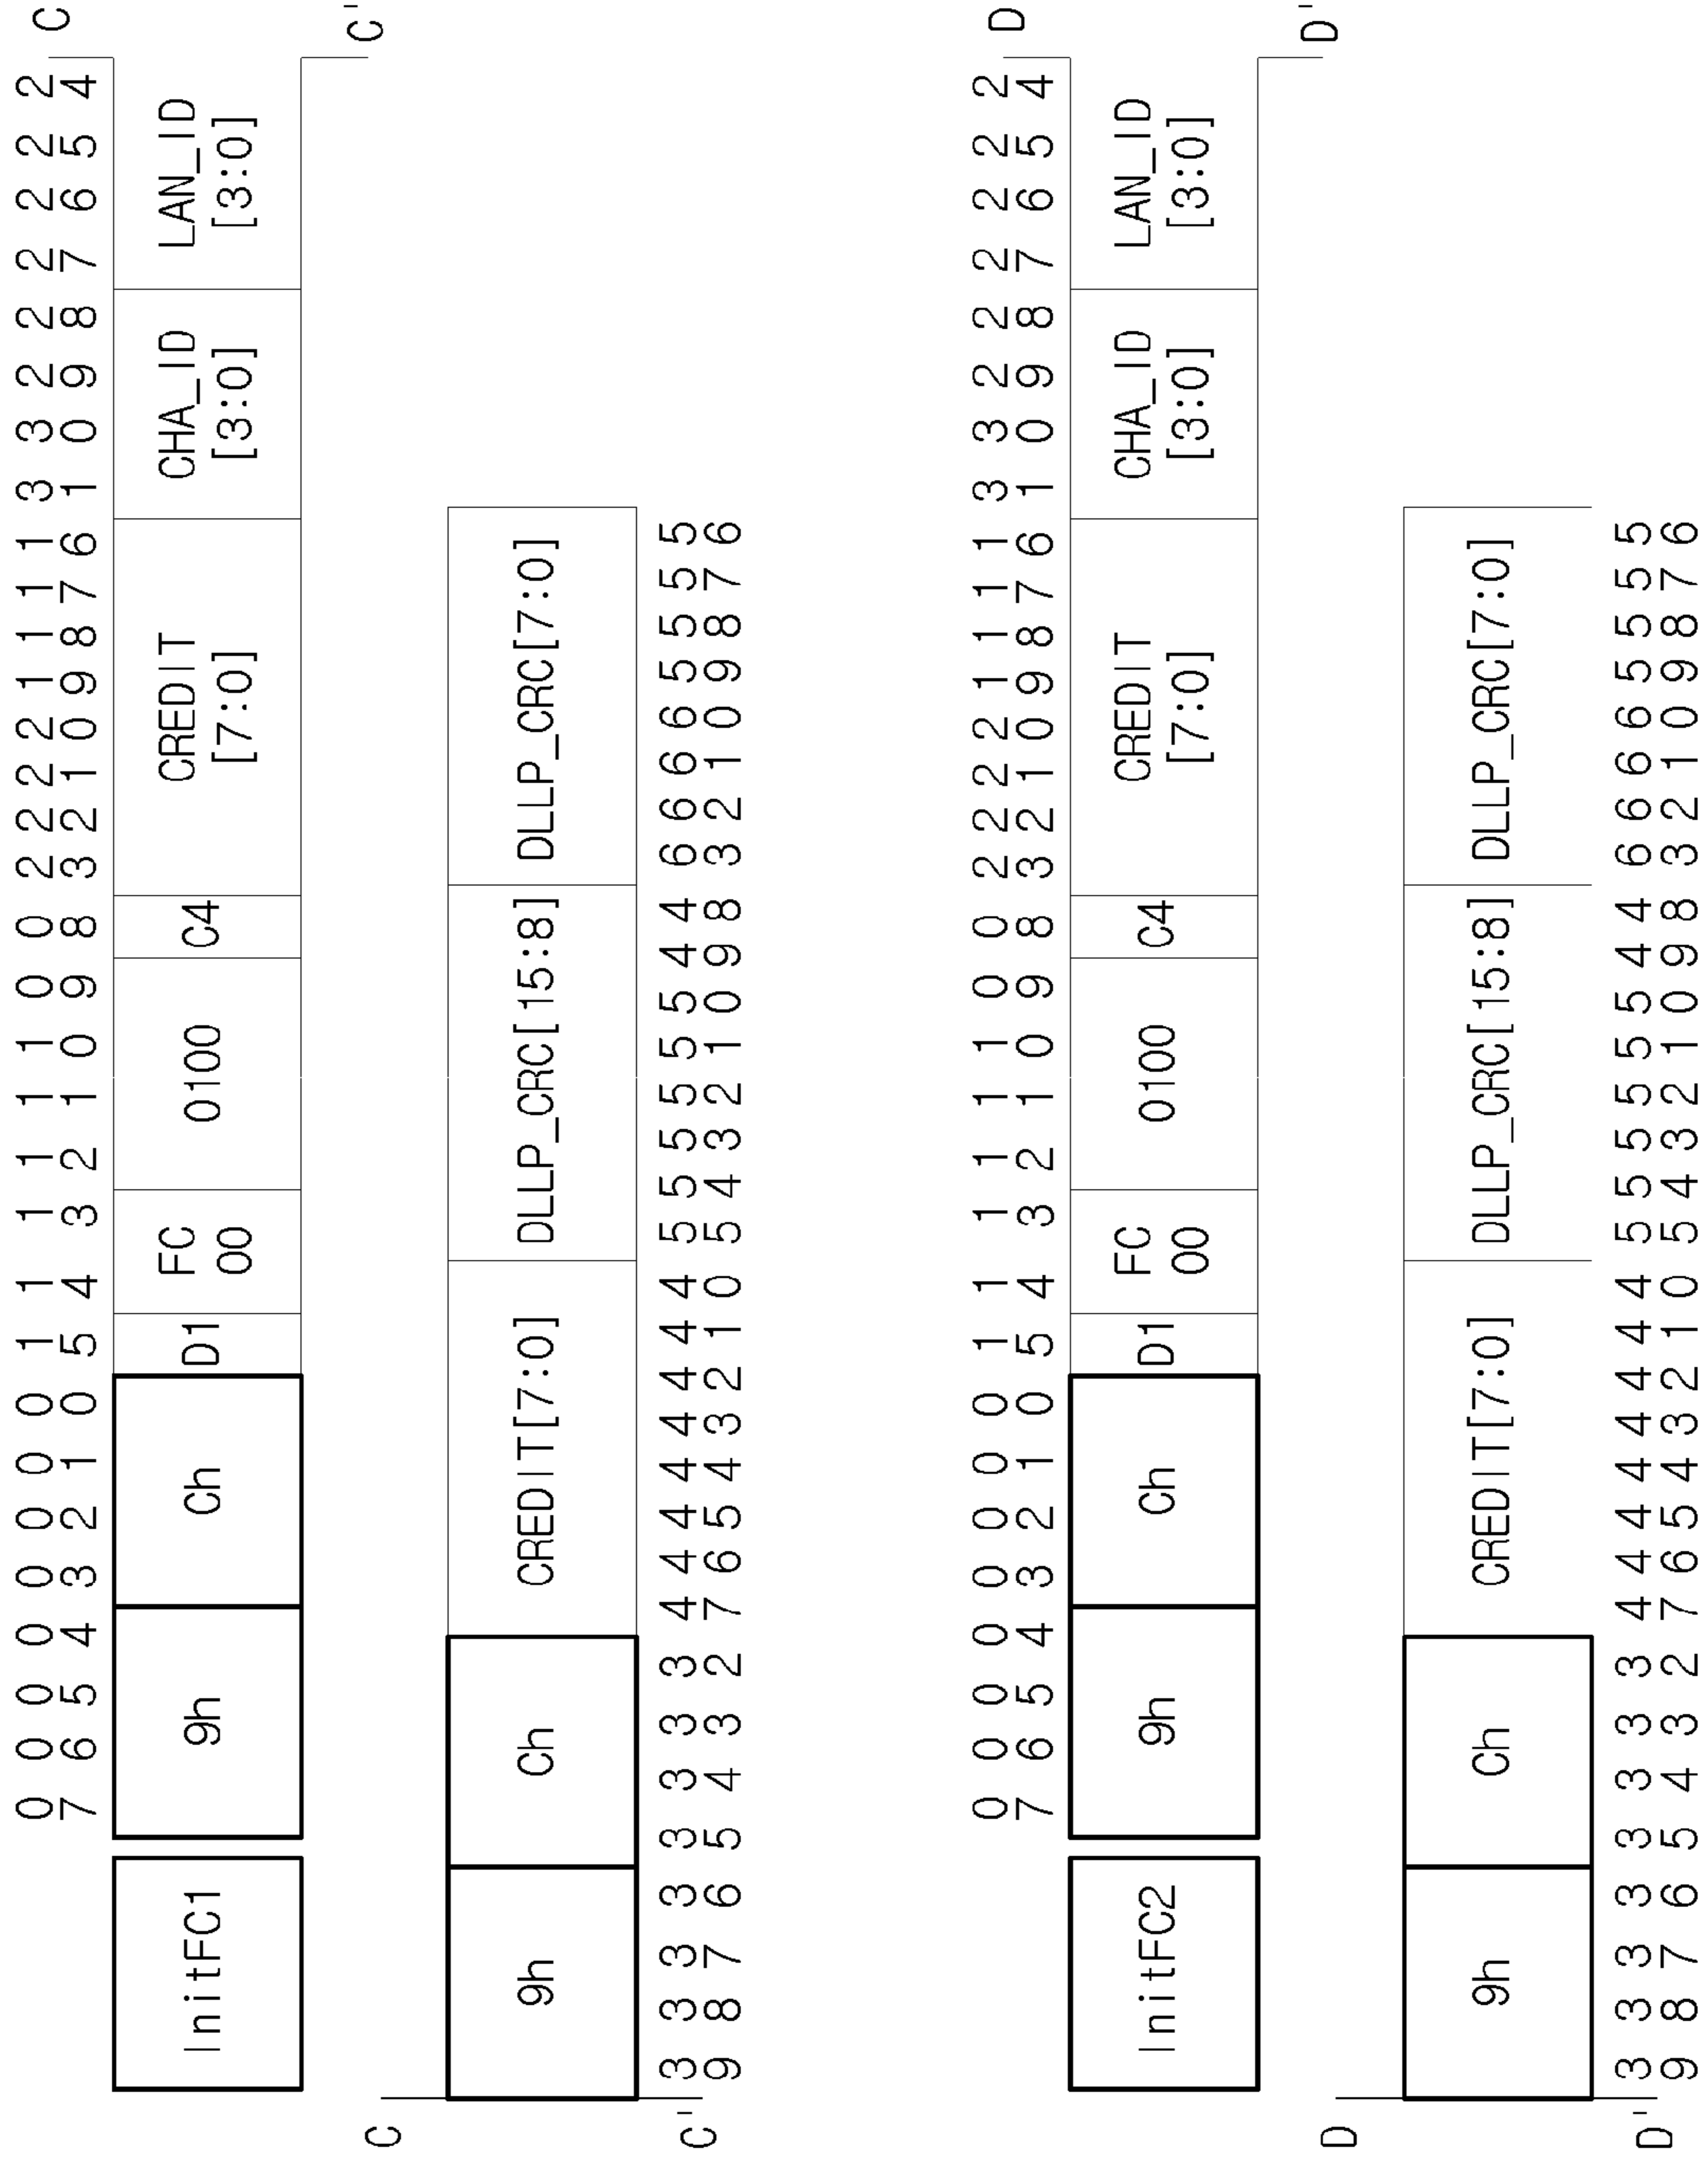 0 0 0 0 0 0 0 0 1 1 1 1 1 1 0 0 2 2 2 2 1 1 1 1 3 3 2 2 2 2 2 2 C
7 6 5 4 3 2 1 0 5 4 3 2 1 0 9 8 3 2 1 0 9 8 7 6 1 0 9 8 7 6 5 4
InitFC1 9h Ch D1 FC 00 0100 C4 CREDIT [7:0] CHA_ID [3:0] LAN_ID [3:0]
C'
C
9h Ch CREDIT[7:0] DLLP_CRC[15:8] DLLP_CRC[7:0]
3 3 3 3 3 3 3 3 4 4 4 4 4 4 4 4 5 5 5 5 5 5 4 4 6 6 6 6 5 5 5 5
C' 9 8 7 6 5 4 3 2 7 6 5 4 3 2 1 0 5 4 3 2 1 0 9 8 3 2 1 0 9 8 7 6
0 0 0 0 0 0 0 0 1 1 1 1 1 1 0 0 2 2 2 2 1 1 1 1 3 3 2 2 2 2 2 2 D
7 6 5 4 3 2 1 0 5 4 3 2 1 0 9 8 3 2 1 0 9 8 7 6 1 0 9 8 7 6 5 4
InitFC2 9h Ch D1 FC 00 0100 C4 CREDIT [7:0] CHA_ID [3:0] LAN_ID [3:0]
D'
D
9h Ch CREDIT[7:0] DLLP_CRC[15:8] DLLP_CRC[7:0]
3 3 3 3 3 3 3 3 4 4 4 4 4 4 4 4 5 5 5 5 5 5 4 4 6 6 6 6 5 5 5 5
D' 9 8 7 6 5 4 3 2 7 6 5 4 3 2 1 0 5 4 3 2 1 0 9 8 3 2 1 0 9 8 7 6